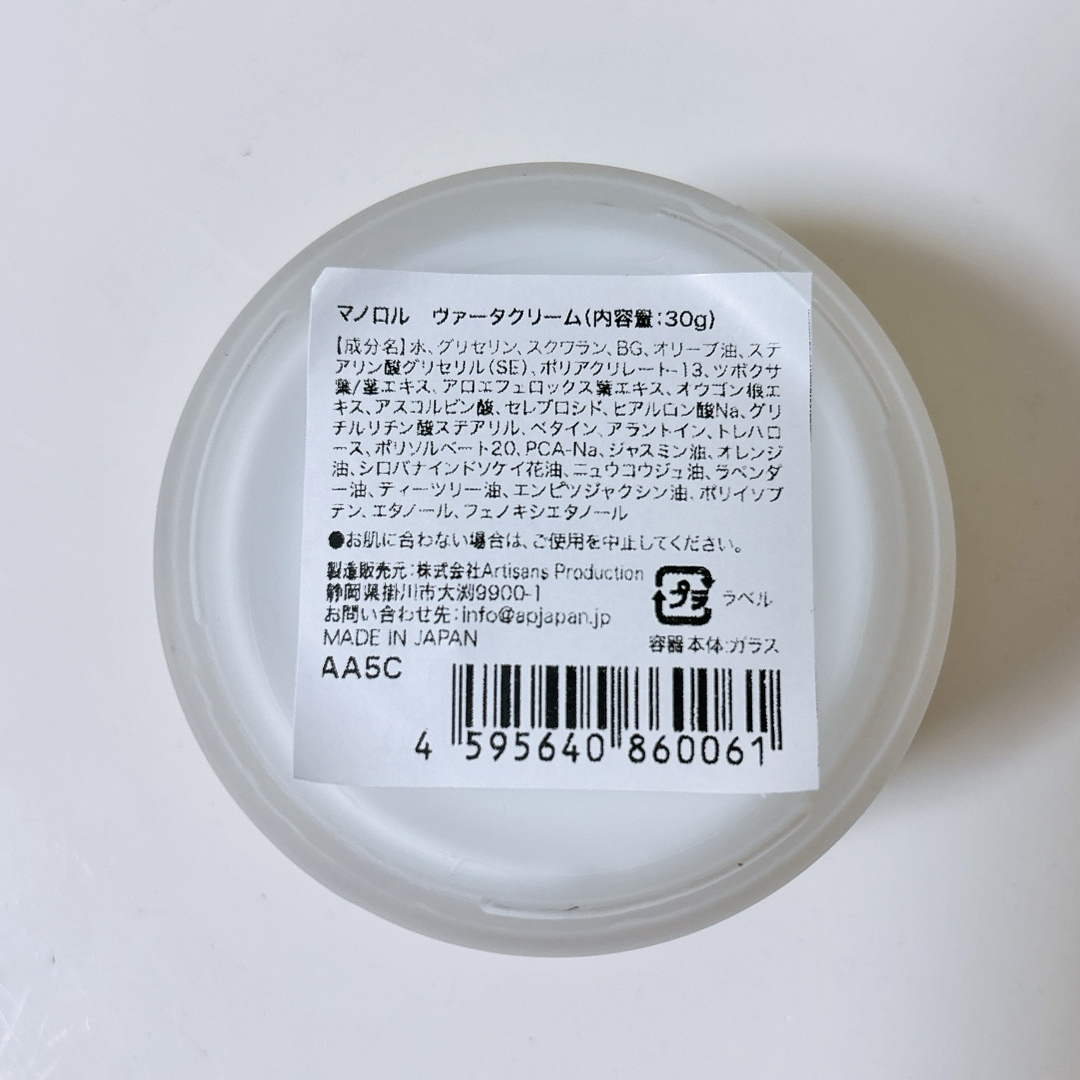 マノロル　ヴァータクリーム(内容量:30g)
【成分名】水、グリセリン、スクワラン、BG、オリーブ油、ステ
アリン酸グリセリル(SE)、ポリアクリレート-13、ツボクサ
葉/茎エキス、アロエフェロックス葉エキス、オウゴン根エ
キス、アスコルビン酸、セレブロシド、ヒアルロン酸Na、グリ
チルリチン酸ステアリル、ベタイン、アラントイン、トレハロ
ース、ポリソルベート20、PCA-Na、ジャスミン油、オレンジ
油、シロバナインドソケイ花油、ニュウコウジュ油、ラベンダ
ー油、ティーツリー油、エンピツビャクシン油、ポリイソブ
テン、エタノール、フェノキシエタノール
●お肌に合わない場合は、ご使用を中止してください。
製造販売元:株式会社Artisans Production
静岡県掛川市大渕9900-1
お問い合わせ先:info@apjapan.jp
MADE IN JAPAN
プラ ラベル
容器本体:ガラス
AA5C
4 595640 860061